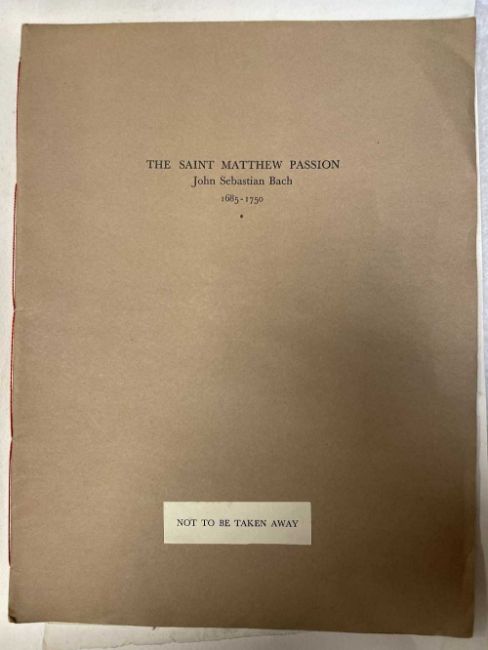 THE SAINT MATTHEW PASSION
John Sebastian Bach
1685-1750
NOT TO BE TAKEN AWAY